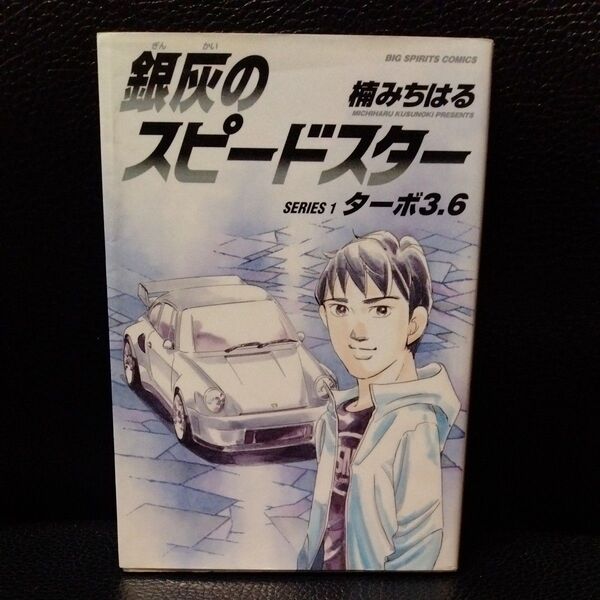 BIG SPIRITS COMICS
ぎん かい
銀灰の
スピードスター
楠みちはる
MICHIHARU KUSUNOKI PRESENTS
SERIES 1 ターボ3.6